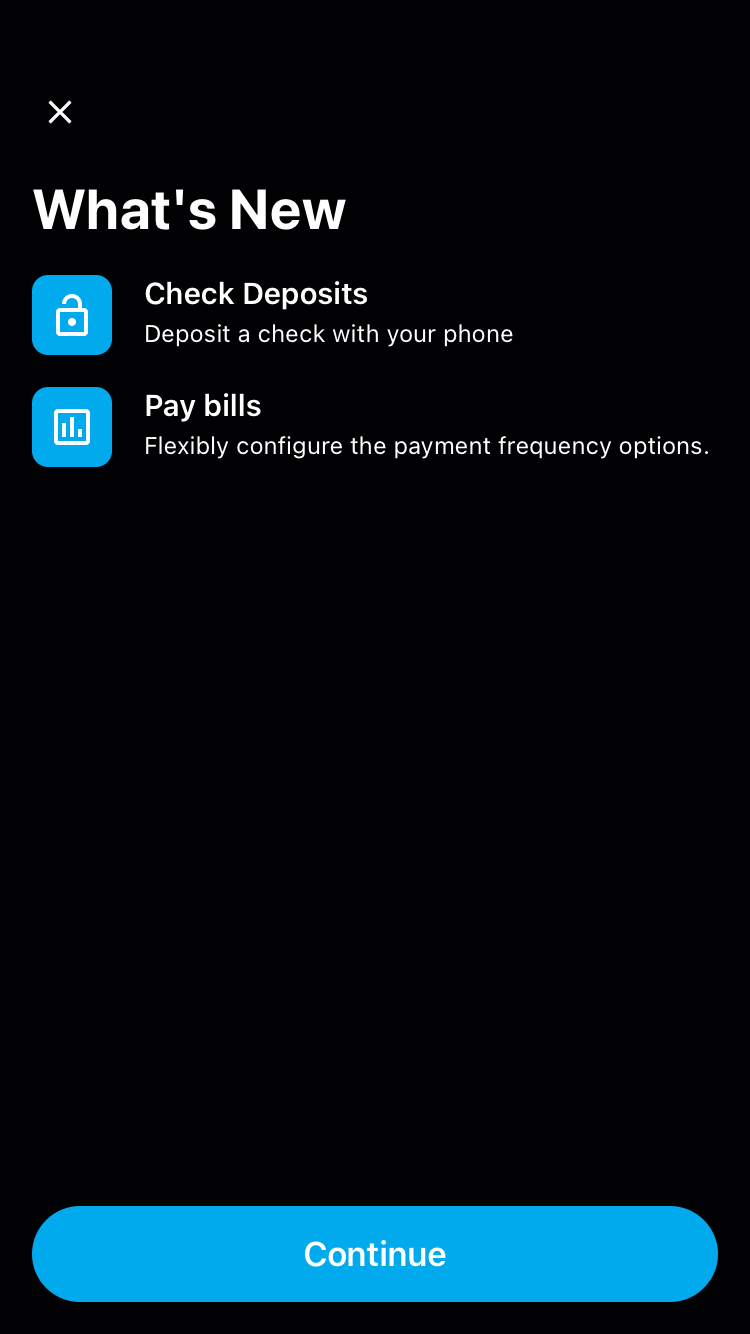 What's New
Check Deposits
Deposit a check with your phone
Pay bills
Flexibly configure the payment frequency options.
Continue